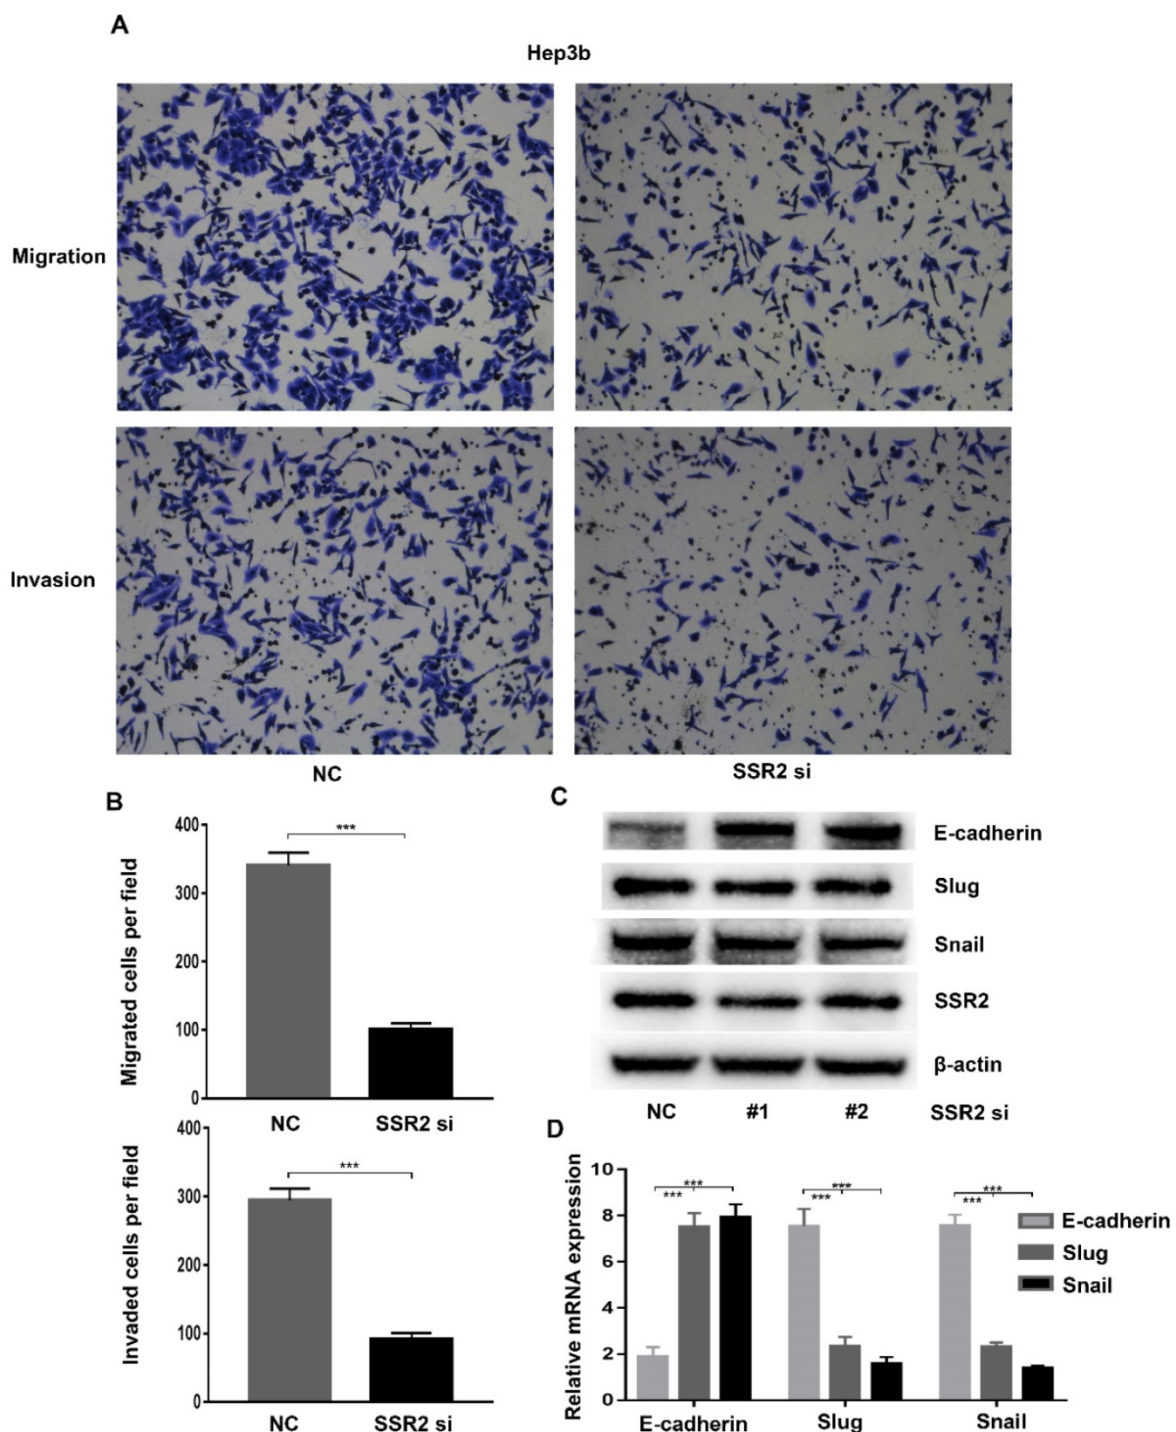 A
Hep3b
Migration
Invasion
NC
SSR2 si
B
400
300
200
100
0
Migrated cells per field
***
NC
SSR2 si
400
300
200
100
0
Invaded cells per field
***
NC
SSR2 si
C
E-cadherin
Slug
Snail
SSR2
β-actin
NC
#1
#2
SSR2 si
D
10
8
6
4
2
0
Relative mRNA expression
***
***
***
***
***
***
E-cadherin
Slug
Snail
E-cadherin
Slug
Snail